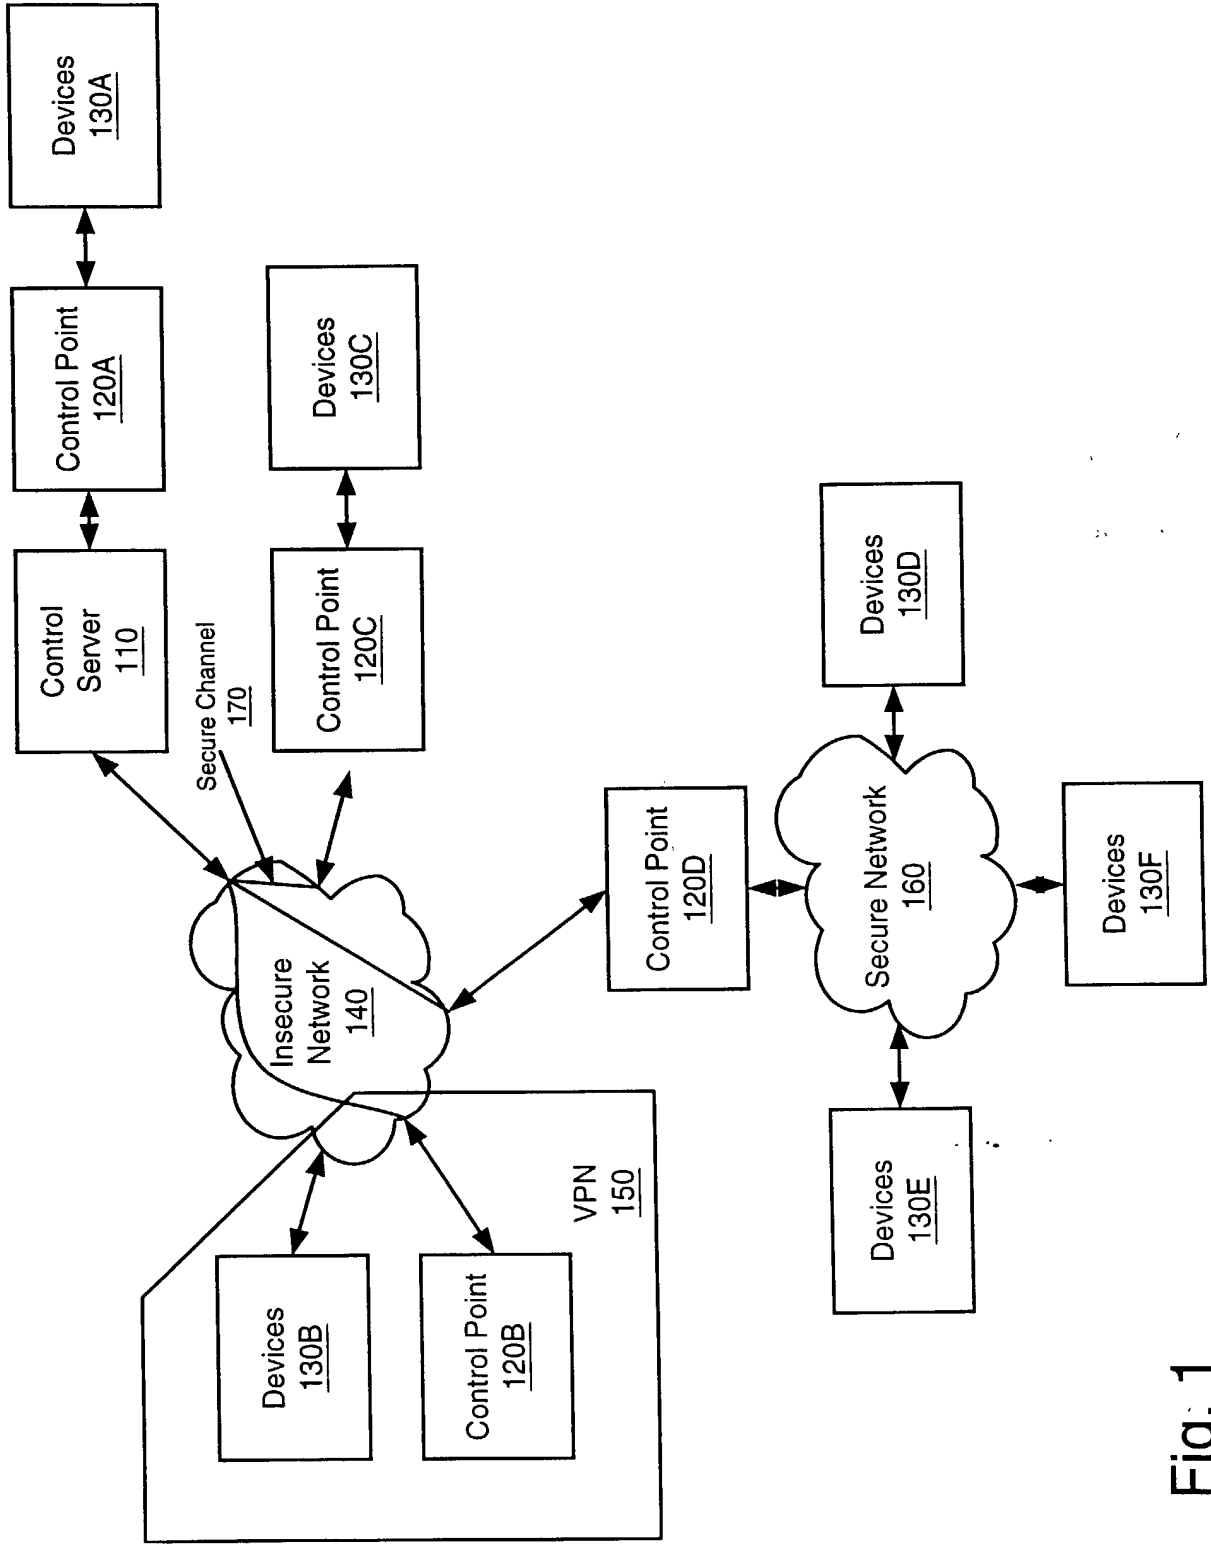 Devices
130B
Control Point
120B
VPN
150
Insecure
Network
140
Control
Server
110
Secure Channel
170
Control Point
120A
Devices
130A
Control Point
120C
Devices
130C
Control Point
120D
Secure Network
160
Devices
130D
Devices
130E
Devices
130F
Fig. 1